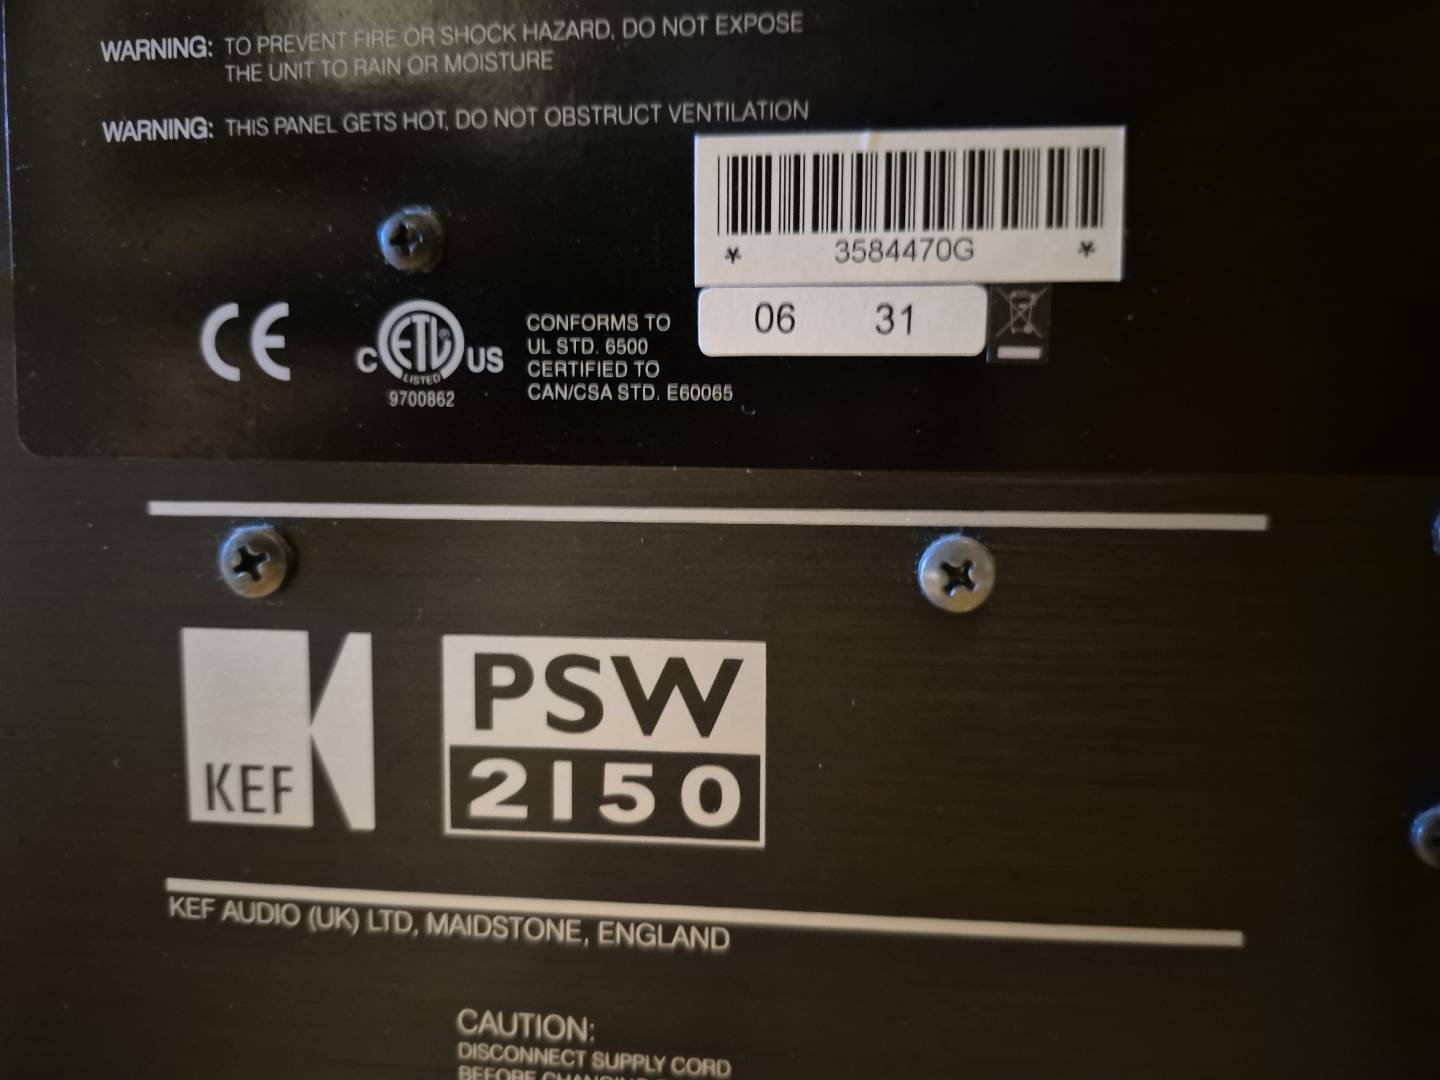 WARNING: TO PREVENT FIRE OR SHOCK HAZARD, DO NOT EXPOSE
THE UNIT TO RAIN OR MOISTURE
WARNING: THIS PANEL GETS HOT, DO NOT OBSTRUCT VENTILATION
* 3584470G *
06 31
CE
C ETL US
LISTED
9700862
CONFORMS TO
UL STD. 6500
CERTIFIED TO
CAN/CSA STD. E60065
KEF
PSW
2150
KEF AUDIO (UK) LTD, MAIDSTONE, ENGLAND
CAUTION:
DISCONNECT SUPPLY CORD
BEFORE